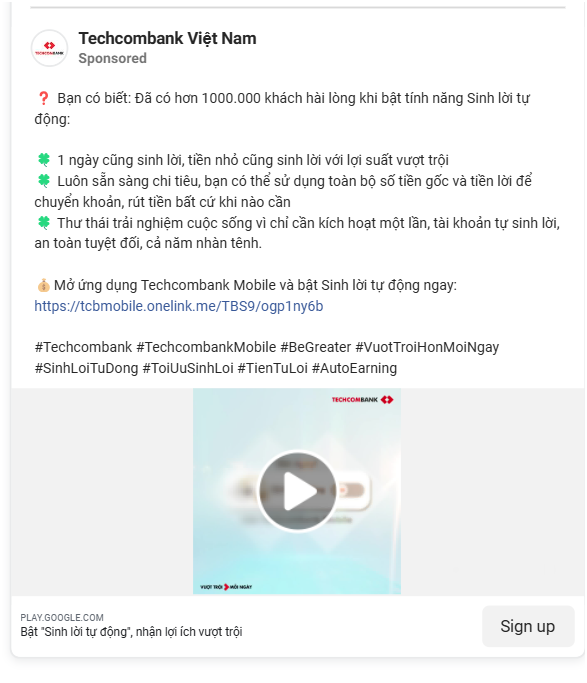 TECHCOMBANK
Techcombank Việt Nam
Sponsored
❓ Bạn có biết: Đã có hơn 1000.000 khách hài lòng khi bật tính năng Sinh lời tự
động:
🍀 1 ngày cũng sinh lời, tiền nhỏ cũng sinh lời với lợi suất vượt trội
🍀 Luôn sẵn sàng chi tiêu, bạn có thể sử dụng toàn bộ số tiền gốc và tiền lời để
chuyển khoản, rút tiền bất cứ khi nào cần
🍀 Thư thái trải nghiệm cuộc sống vì chỉ cần kích hoạt một lần, tài khoản tự sinh lời,
an toàn tuyệt đối, cả năm nhàn tênh.
💰 Mở ứng dụng Techcombank Mobile và bật Sinh lời tự động ngay:
https://tcbmobile.onelink.me/TBS9/ogp1ny6b
#Techcombank #TechcombankMobile #BeGreater #VuotTroiHonMoiNgay
#SinhLoiTuDong #ToiUuSinhLoi #TienTuLoi #AutoEarning
TECHCOMBANK
VƯỢT TRỘI MỖI NGÀY
PLAY.GOOGLE.COM
Bật "Sinh lời tự động", nhận lợi ích vượt trội
Sign up